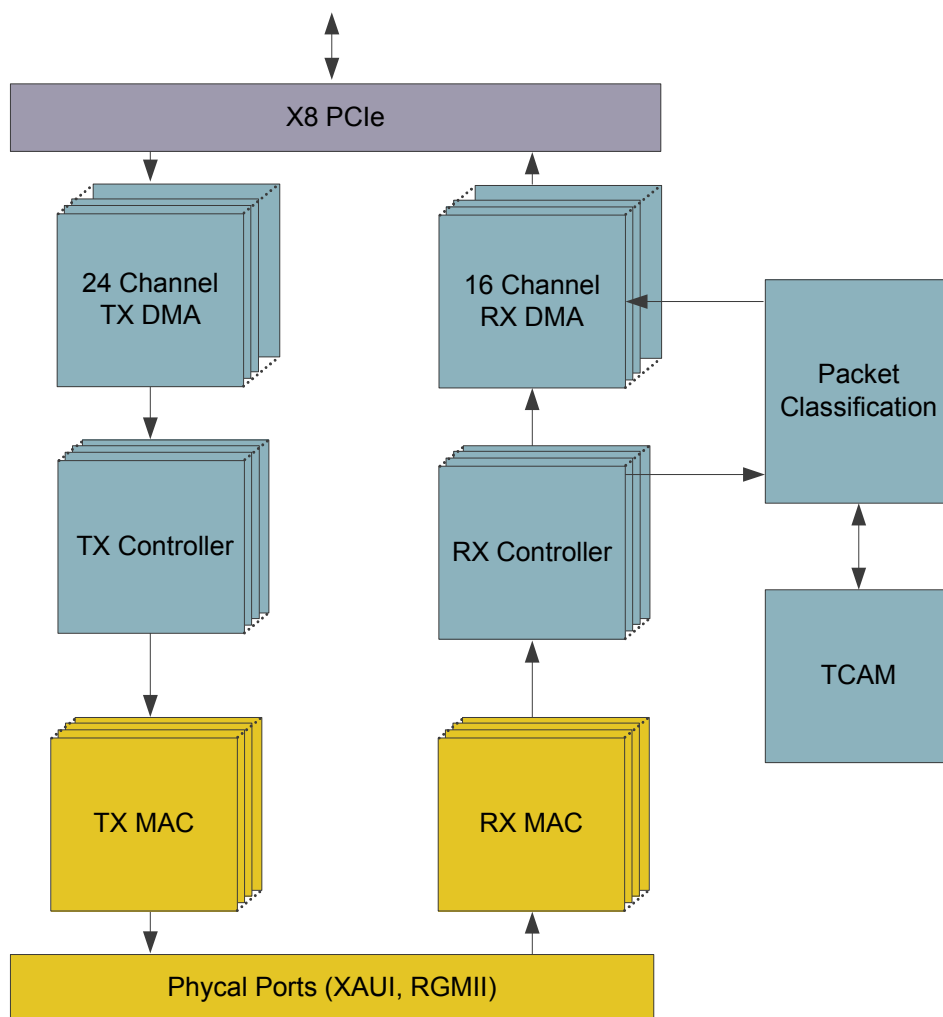 X8 PCIe
24 Channel
TX DMA
16 Channel
RX DMA
Packet
Classification
TX Controller
RX Controller
TCAM
TX MAC
RX MAC
Phycal Ports (XAUI, RGMII)